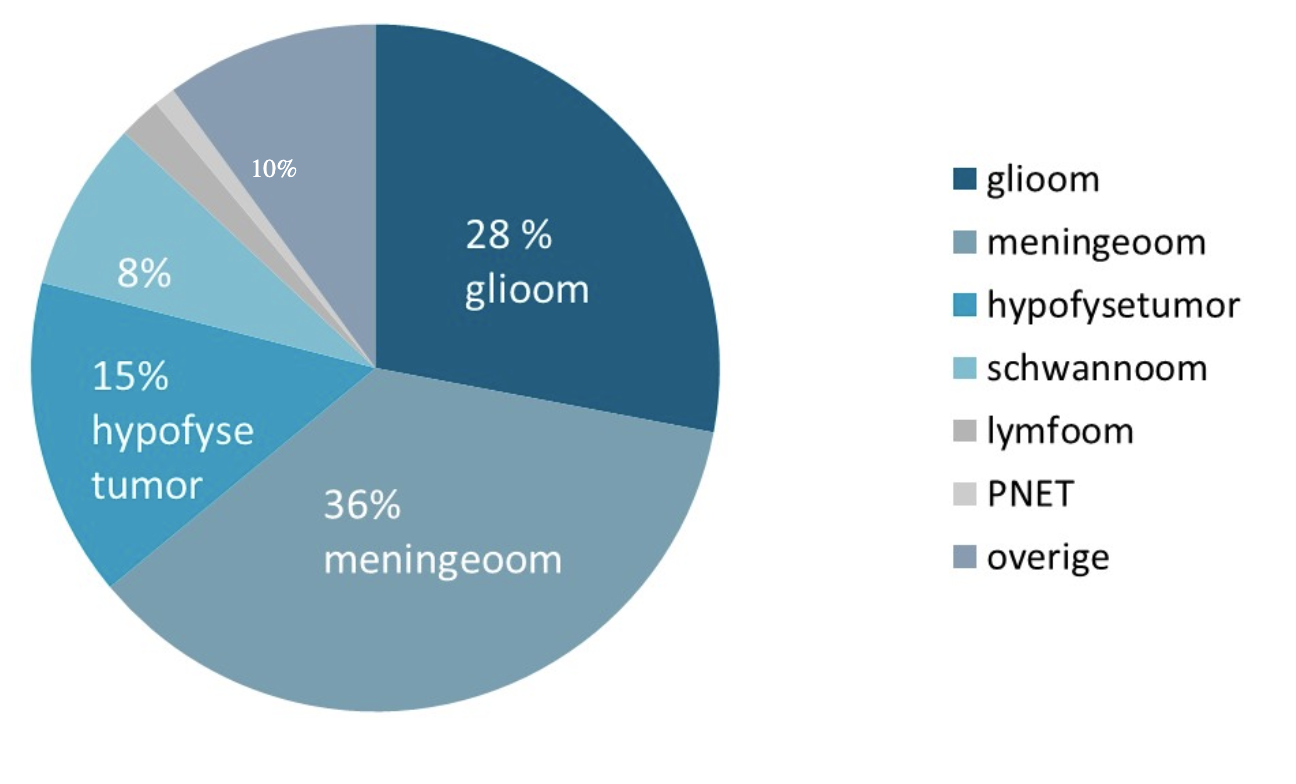 10%
28 %
glioom
8%
15%
hypofyse
tumor
36%
meningeoom
glioom
meningeoom
hypofysetumor
schwannoom
lymfoom
PNET
overige